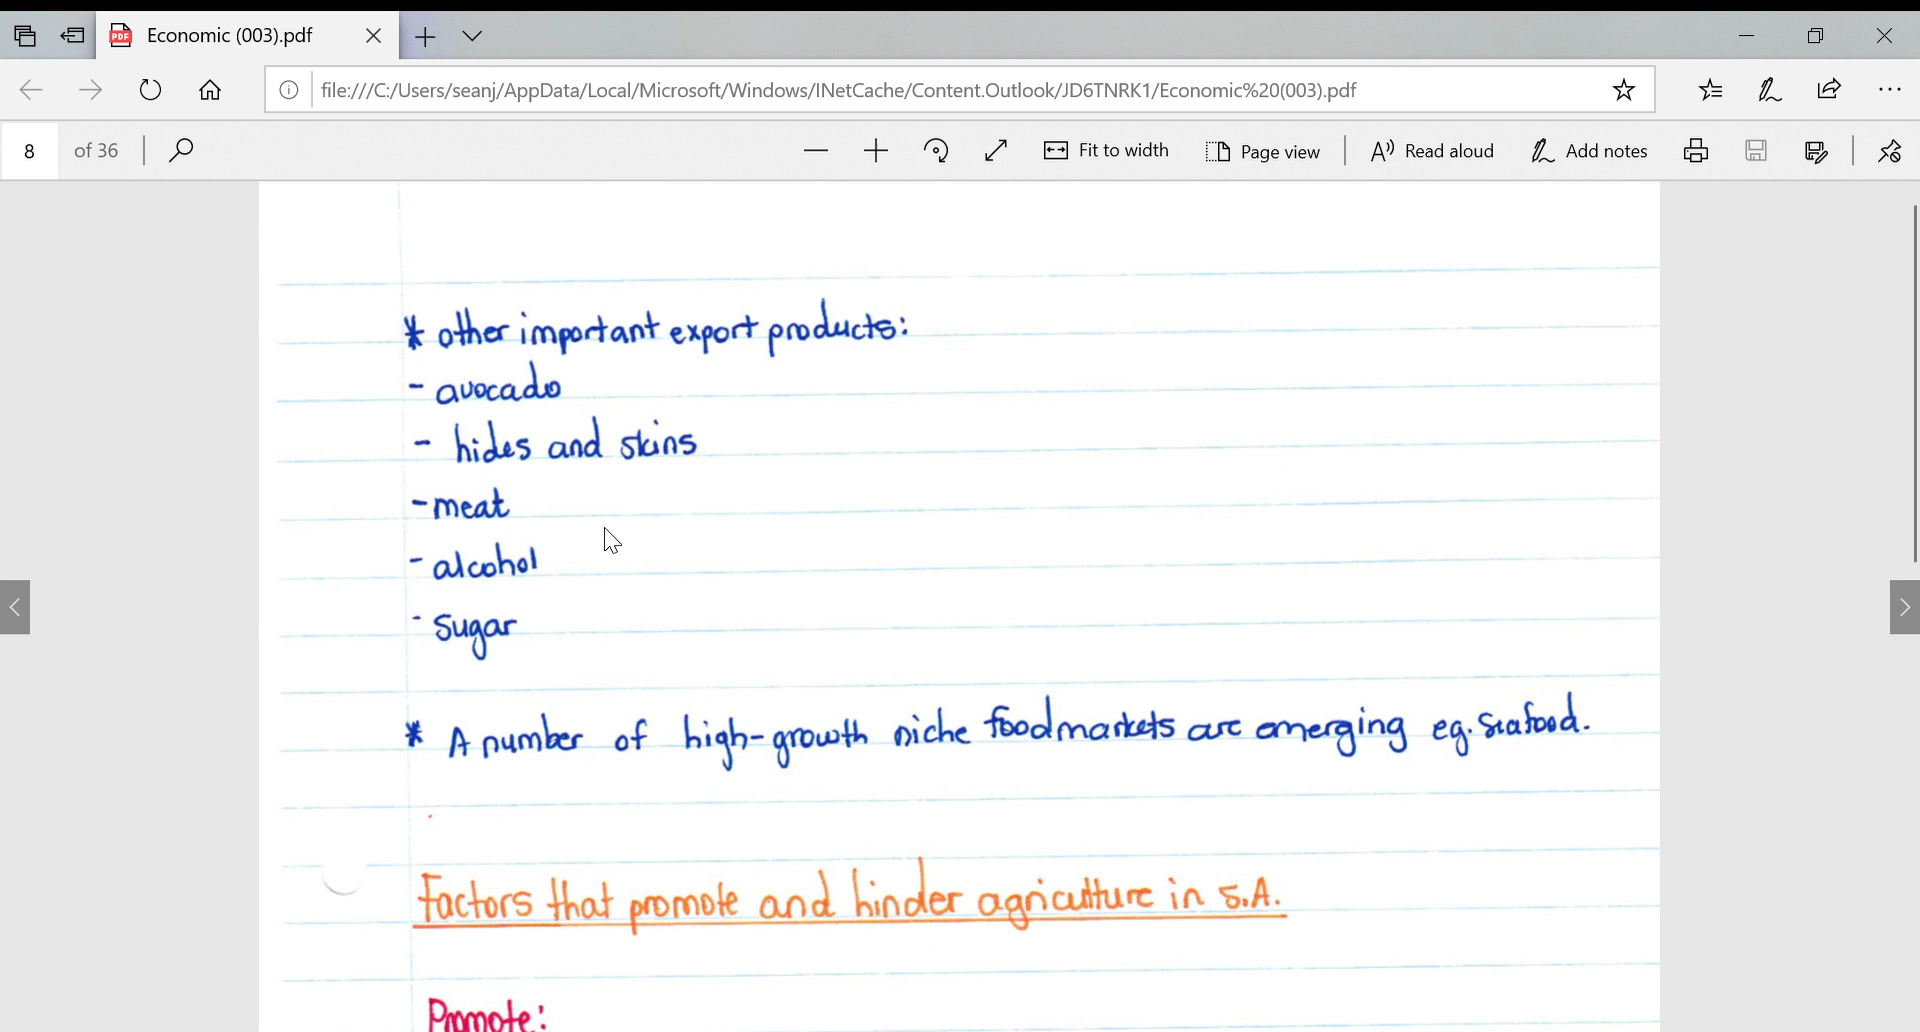 Economic (003).pdf
file:///C:/Users/seanj/AppData/Local/Microsoft/Windows/INetCache/Content.Outlook/JD6TNRK1/Economic%20(003).pdf
8 of 36 Fit to width Page view Read aloud Add notes
* other important export products:
- avocado
- hides and skins
- meat
- alcohol
- sugar
* A number of high-growth niche food markets are emerging eg. seafood.
Factors that promote and hinder agriculture in S.A.
Promote: